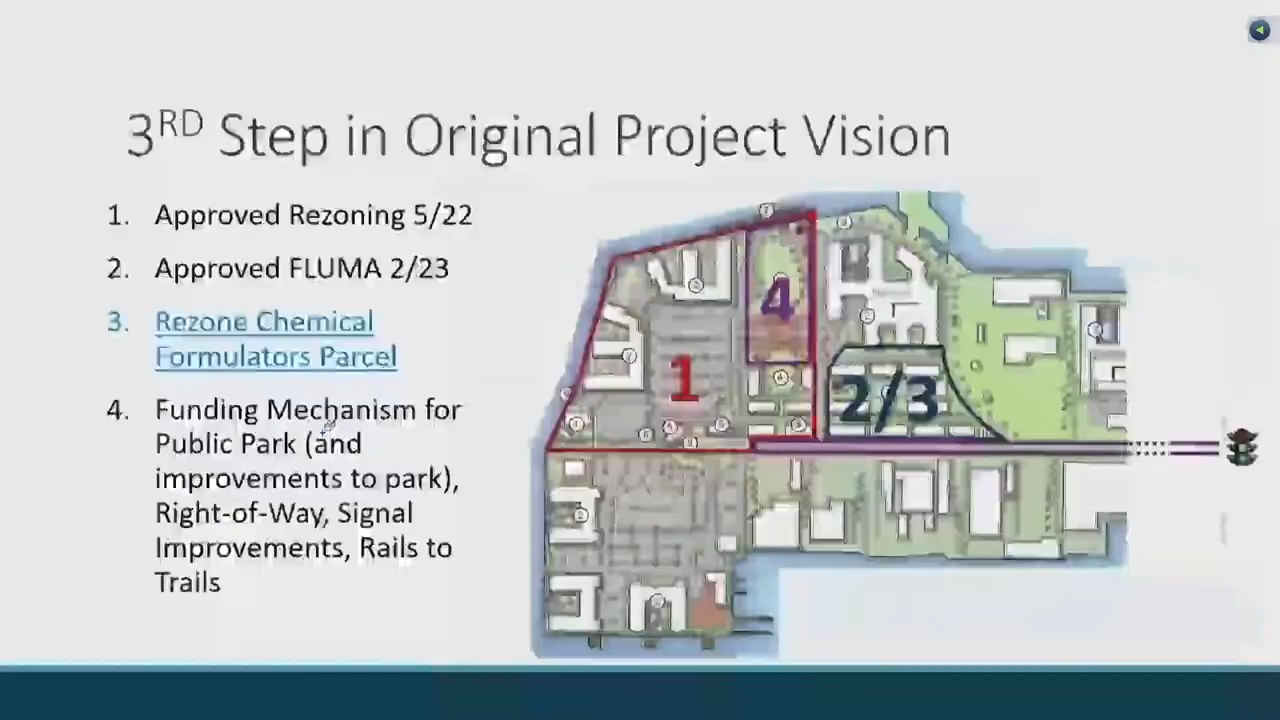 3RD Step in Original Project Vision
1. Approved Rezoning 5/22
2. Approved FLUMA 2/23
3. Rezone Chemical
Formulators Parcel
4. Funding Mechanism for
Public Park (and
improvements to park),
Right-of-Way, Signal
Improvements, Rails to
Trails
1
4
2/3